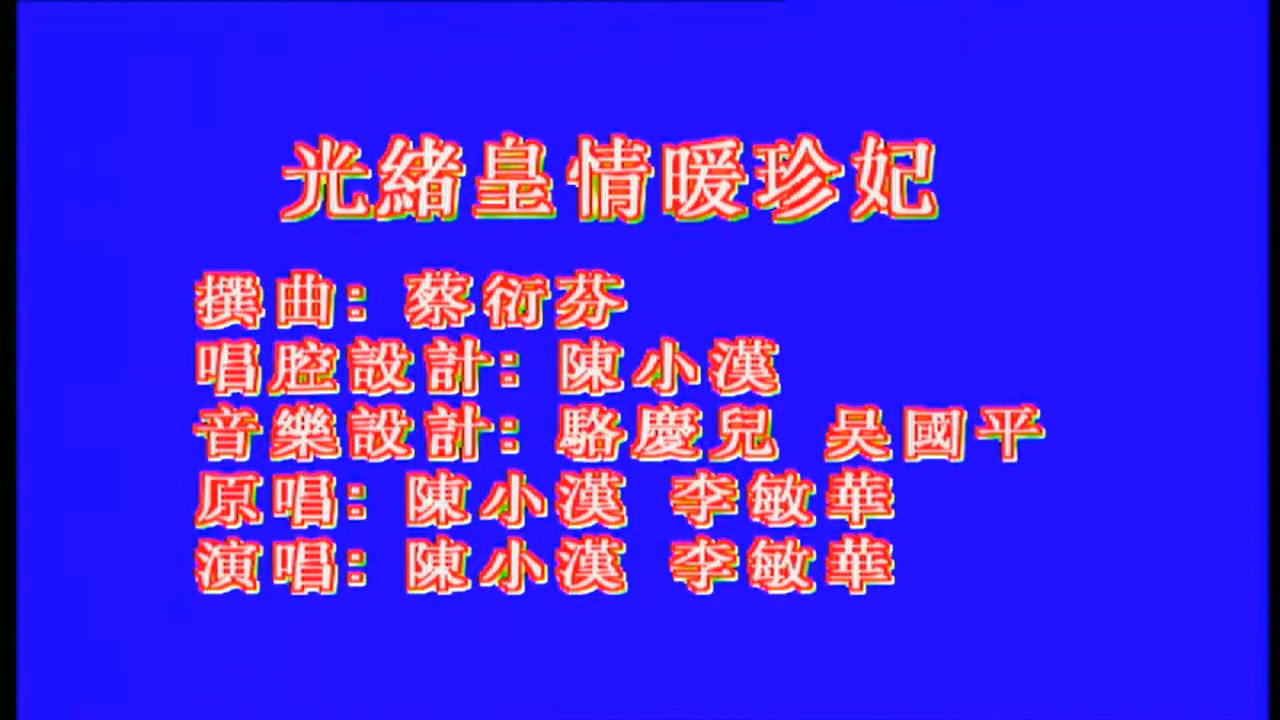 光緒皇情暖珍妃
撰曲: 蔡衍芬
唱腔設計: 陳小漢
音樂設計: 駱慶兒 吴國平
原唱: 陳小漢 李敏華
演唱: 陳小漢 李敏華